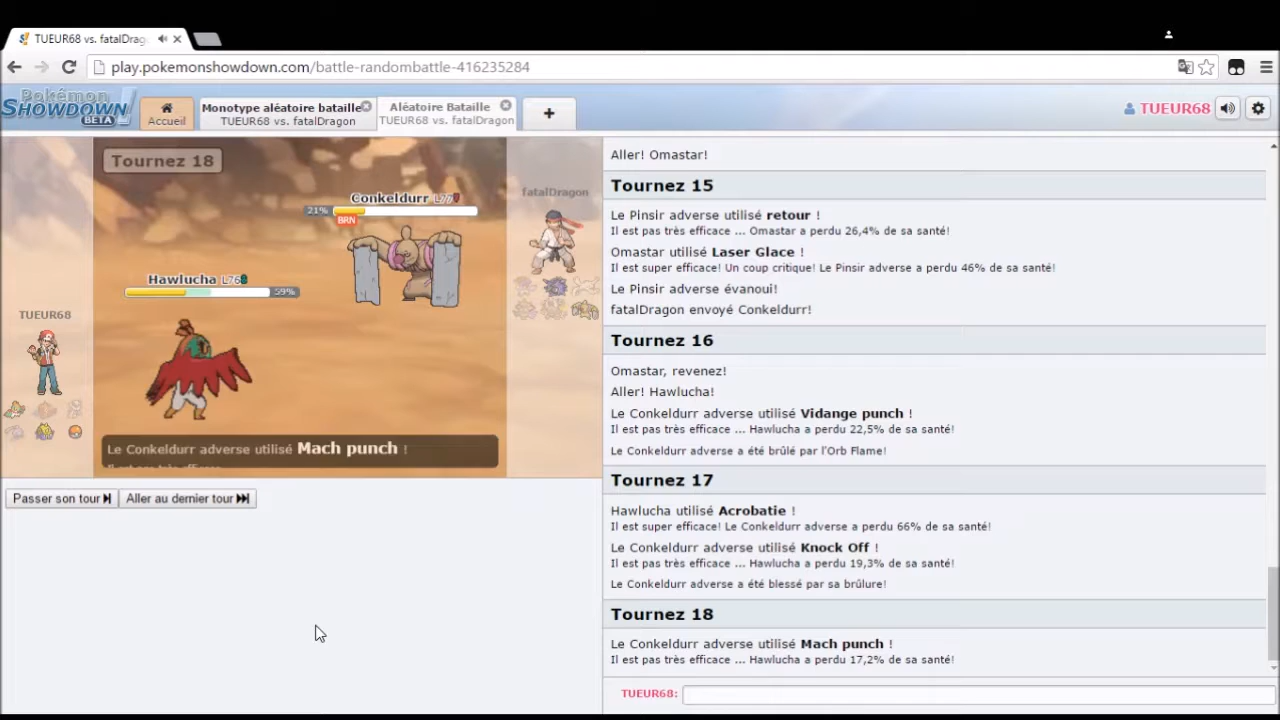 TUEUR68 vs. fatalDrag
play.pokemonshowdown.com/battle-randombattle-416235284
Pokémon
SHOWDOWN!
BETA
Accueil
Monotype aléatoire bataille
TUEUR68 vs. fatalDragon
Aléatoire Bataille
TUEUR68 vs. fatalDragon
+
TUEUR68
Tournez 18
Conkeldurr L77
21%
BRN
Hawlucha L76
59%
TUEUR68
fatalDragon
Le Conkeldurr adverse utilisé Mach punch !
Il est pas très efficace
Passer son tour
Aller au dernier tour
Aller! Omastar!
Tournez 15
Le Pinsir adverse utilisé retour !
Il est pas très efficace ... Omastar a perdu 26,4% de sa santé!
Omastar utilisé Laser Glace !
Il est super efficace! Un coup critique! Le Pinsir adverse a perdu 46% de sa santé!
Le Pinsir adverse évanoui!
fatalDragon envoyé Conkeldurr!
Tournez 16
Omastar, revenez!
Aller! Hawlucha!
Le Conkeldurr adverse utilisé Vidange punch !
Il est pas très efficace ... Hawlucha a perdu 22,5% de sa santé!
Le Conkeldurr adverse a été brûlé par l'Orb Flame!
Tournez 17
Hawlucha utilisé Acrobatie !
Il est super efficace! Le Conkeldurr adverse a perdu 66% de sa santé!
Le Conkeldurr adverse utilisé Knock Off !
Il est pas très efficace ... Hawlucha a perdu 19,3% de sa santé!
Le Conkeldurr adverse a été blessé par sa brûlure!
Tournez 18
Le Conkeldurr adverse utilisé Mach punch !
Il est pas très efficace ... Hawlucha a perdu 17,2% de sa santé!
TUEUR68: